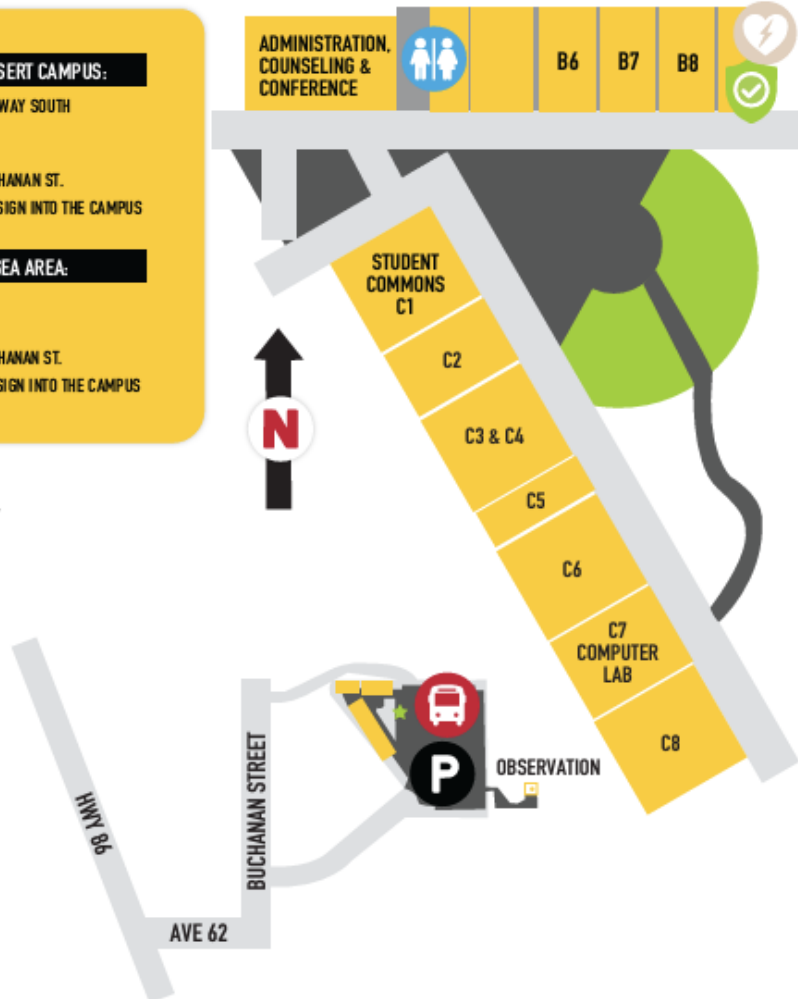 SERT CAMPUS:
WAY SOUTH
HANAN ST.
SIGN INTO THE CAMPUS
SEA AREA:
HANAN ST.
SIGN INTO THE CAMPUS
ADMINISTRATION,
COUNSELING &
CONFERENCE
B6
B7
B8
STUDENT
COMMONS
C1
C2
C3 & C4
C5
C6
C7
COMPUTER
LAB
C8
N
P
OBSERVATION
BUCHANAN STREET
HWY 86
AVE 62